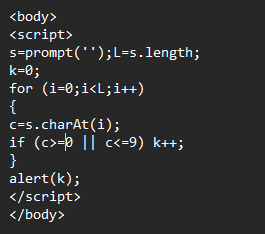 <body>
<script>
s=prompt('');L=s.length;
k=0;
for (i=0;i<L;i++)
{
c=s.charAt(i);
if (c>=0 || c<=9) k++;
}
alert(k);
</script>
</body>